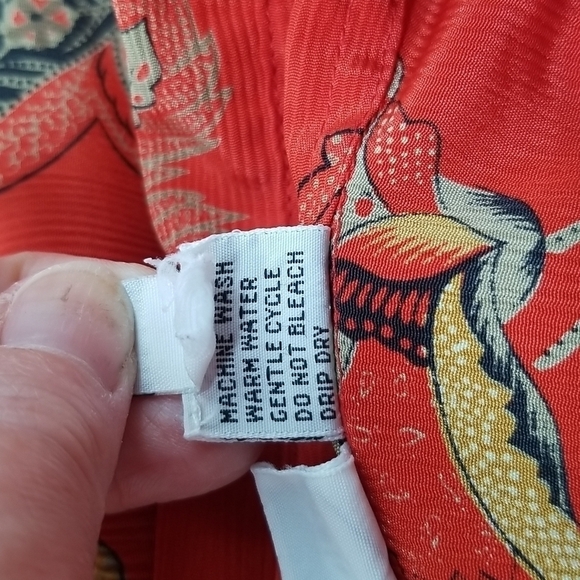 MACHINE WASH
WARM WATER
GENTLE CYCLE
DO NOT BLEACH
DRIP DRY